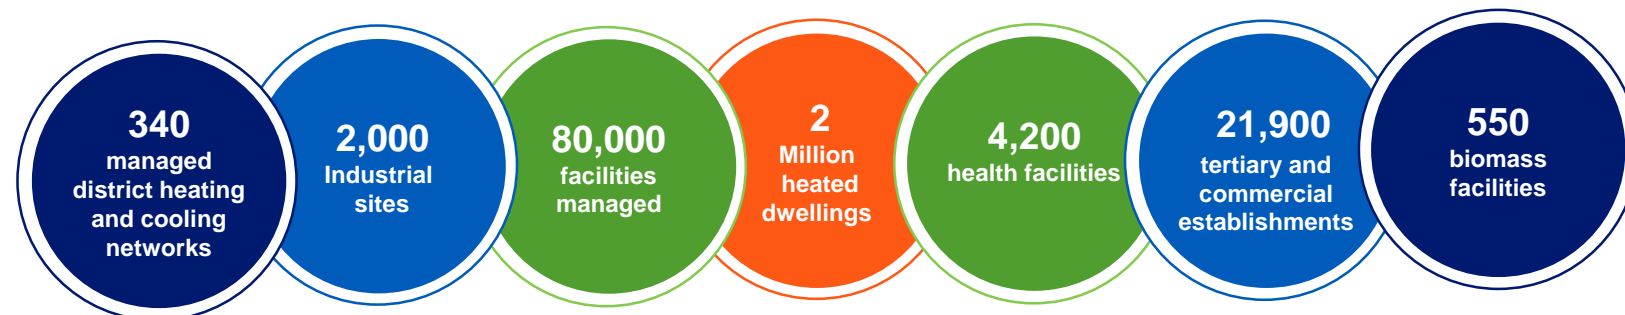 340
managed
district heating
and cooling
networks
2,000
Industrial
sites
80,000
facilities
managed
2
Million
heated
dwellings
4,200
health facilities
21,900
tertiary and
commercial
establishments
550
biomass
facilities